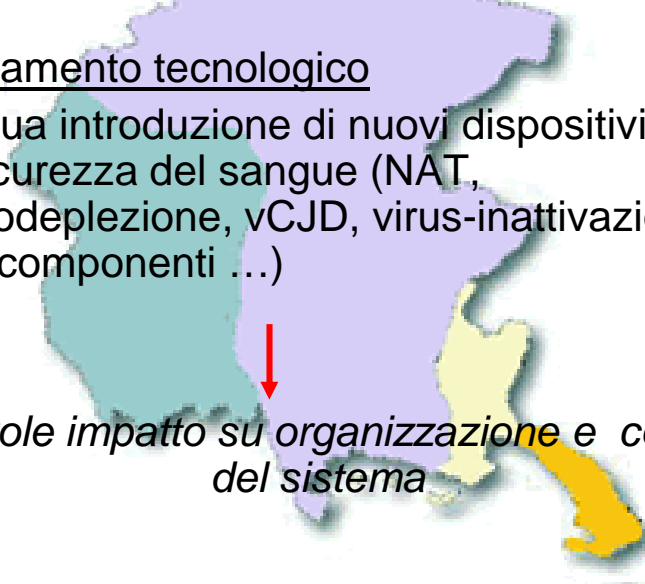 amento tecnologico
ua introduzione di nuovi dispositivi
curezza del sangue (NAT,
odeplezione, vCJD, virus-inattivazi
componenti …)
ole impatto su organizzazione e c
del sistema